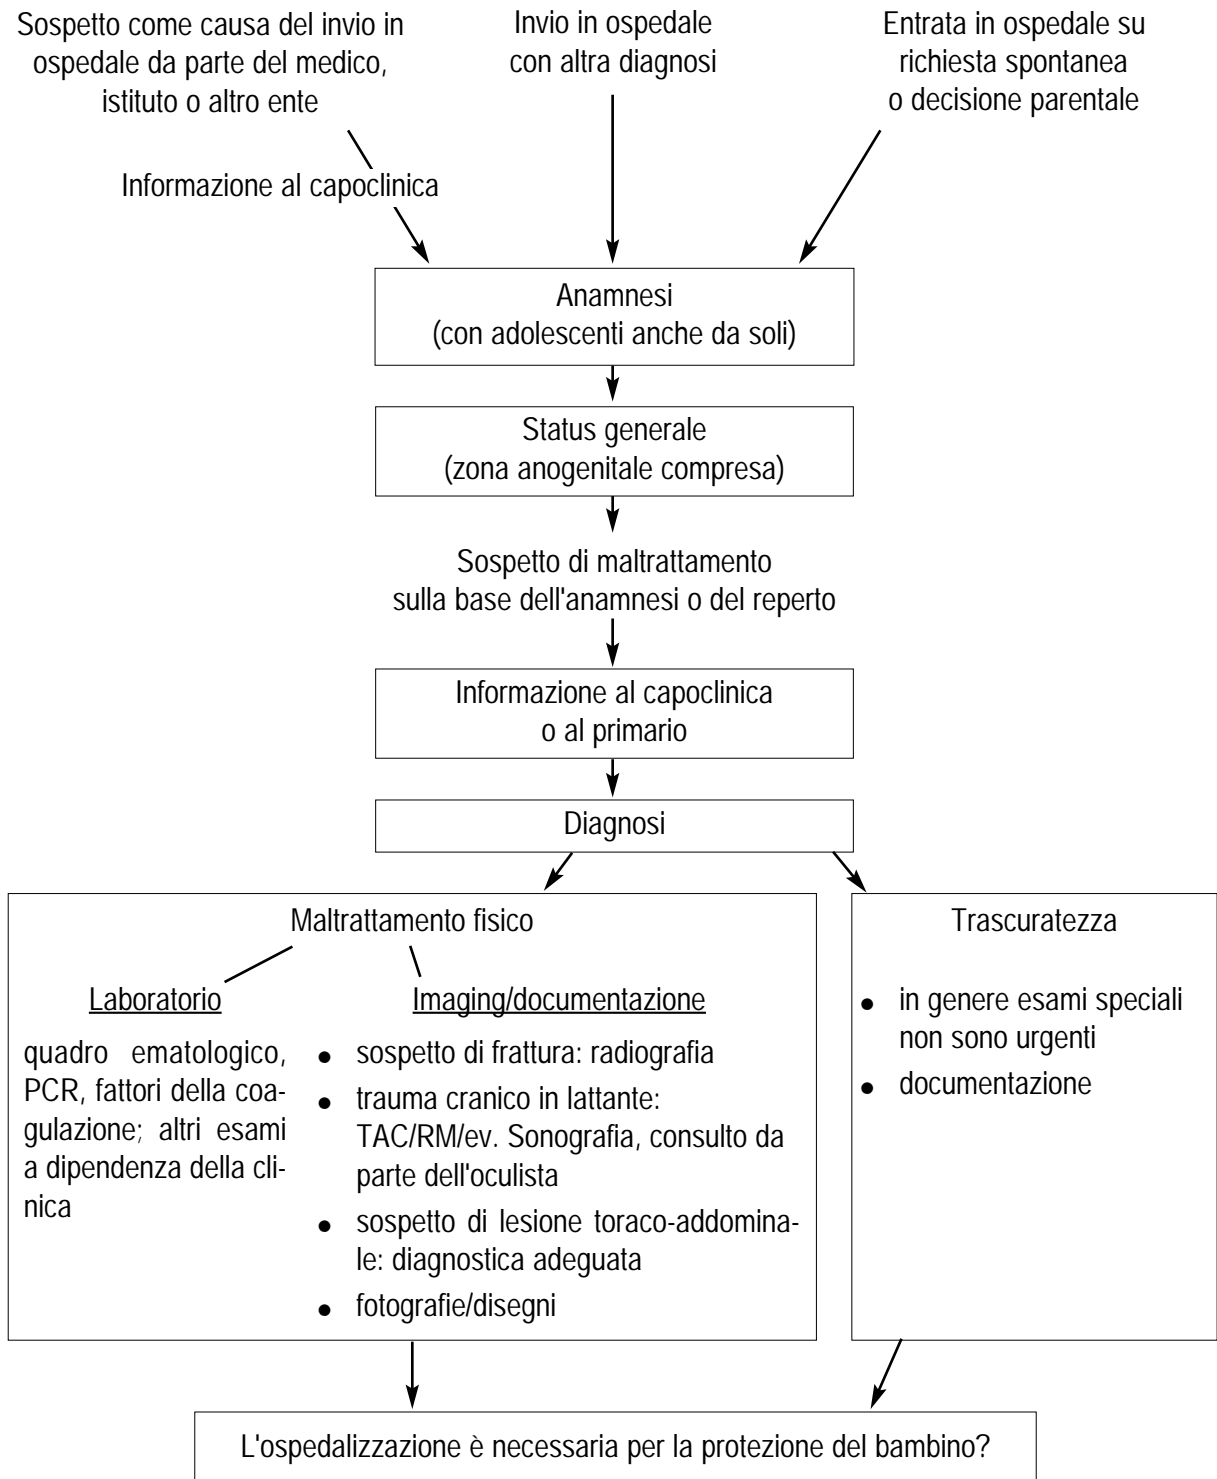 Sospetto come causa del invio in
ospedale da parte del medico,
istituto o altro ente
Invio in ospedale
con altra diagnosi
Entrata in ospedale su
richiesta spontanea
o decisione parentale
Informazione al capoclinica
Anamnesi
(con adolescenti anche da soli)
Status generale
(zona anogenitale compresa)
Sospetto di maltrattamento
sulla base dell'anamnesi o del reperto
Informazione al capoclinica
o al primario
Diagnosi
Maltrattamento fisico
Laboratorio
quadro ematologico,
PCR, fattori della coa-
gulazione; altri esami
a dipendenza della cli-
nica
Imaging/documentazione
● sospetto di frattura: radiografia
● trauma cranico in lattante:
TAC/RM/ev. Sonografia, consulto da
parte dell'oculista
● sospetto di lesione toraco-addomina-
le: diagnostica adeguata
● fotografie/disegni
Trascuratezza
● in genere esami speciali
non sono urgenti
● documentazione
L'ospedalizzazione è necessaria per la protezione del bambino?